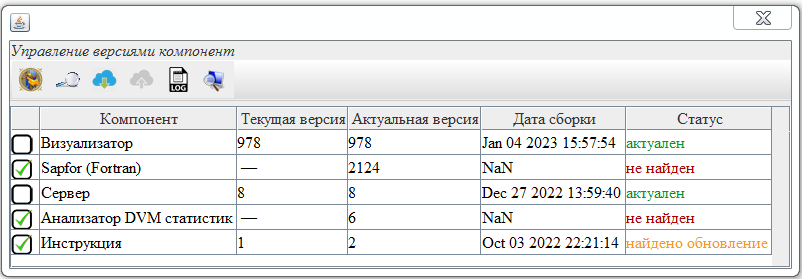 Управление версиями компонент
LOG
Компонент Текущая версия Актуальная версия Дата сборки Статус
Визуализатор 978 978 Jan 04 2023 15:57:54 актуален
Sapfor (Fortran) — 2124 NaN не найден
Сервер 8 8 Dec 27 2022 13:59:40 актуален
Анализатор DVM статистик — 6 NaN не найден
Инструкция 1 2 Oct 03 2022 22:21:14 найдено обновление